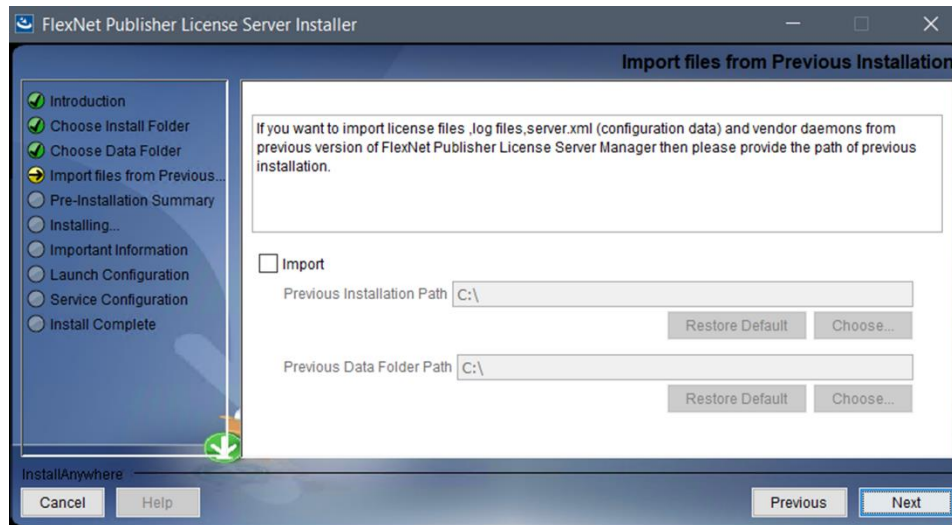 FlexNet Publisher License Server Installer
Import files from Previous Installation
Introduction
Choose Install Folder
Choose Data Folder
Import files from Previous...
Pre-Installation Summary
Installing...
Important Information
Launch Configuration
Service Configuration
Install Complete
If you want to import license files ,log files,server.xml (configuration data) and vendor daemons from
previous version of FlexNet Publisher License Server Manager then please provide the path of previous
installation.
Import
Previous Installation Path C:\
Restore Default Choose...
Previous Data Folder Path C:\
Restore Default Choose...
InstallAnywhere
Cancel Help Previous Next